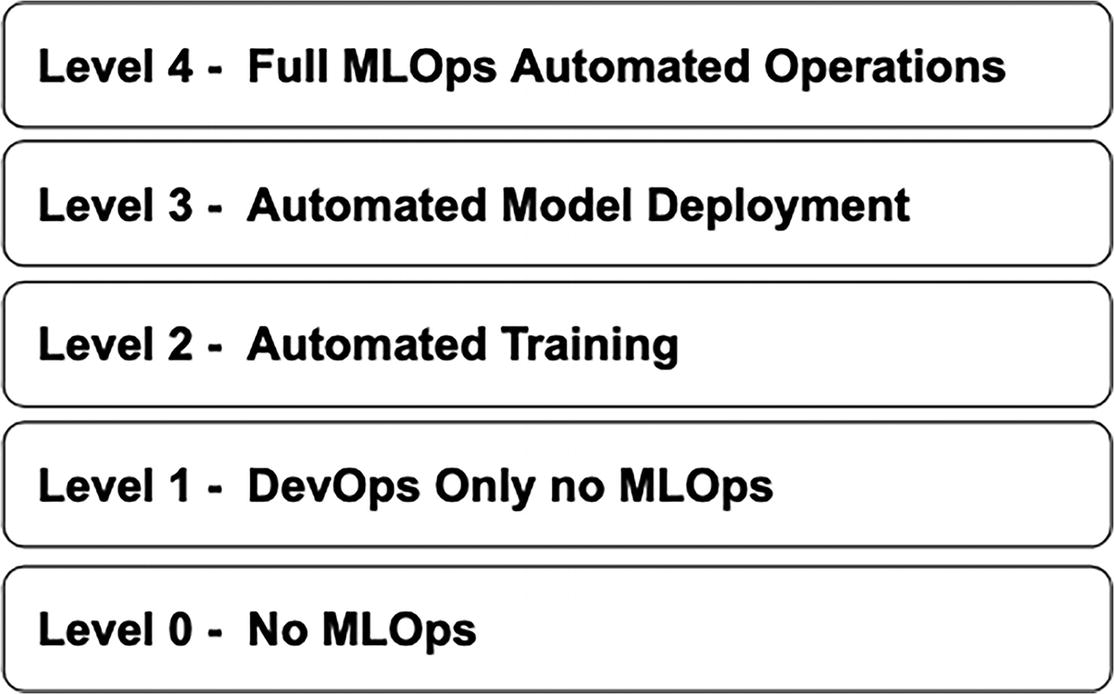 Level 4 - Full MLOps Automated Operations
Level 3 - Automated Model Deployment
Level 2 - Automated Training
Level 1 - DevOps Only no MLOps
Level 0 - No MLOps